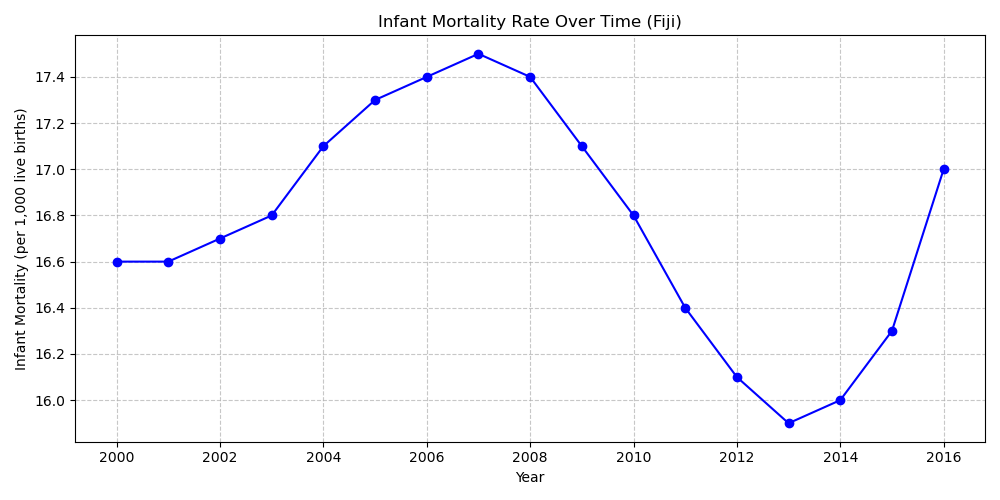 Infant Mortality Rate Over Time (Fiji)
Infant Mortality (per 1,000 live births)
17.4
17.2
17.0
16.8
16.6
16.4
16.2
16.0
2000 2002 2004 2006 2008 2010 2012 2014 2016
Year